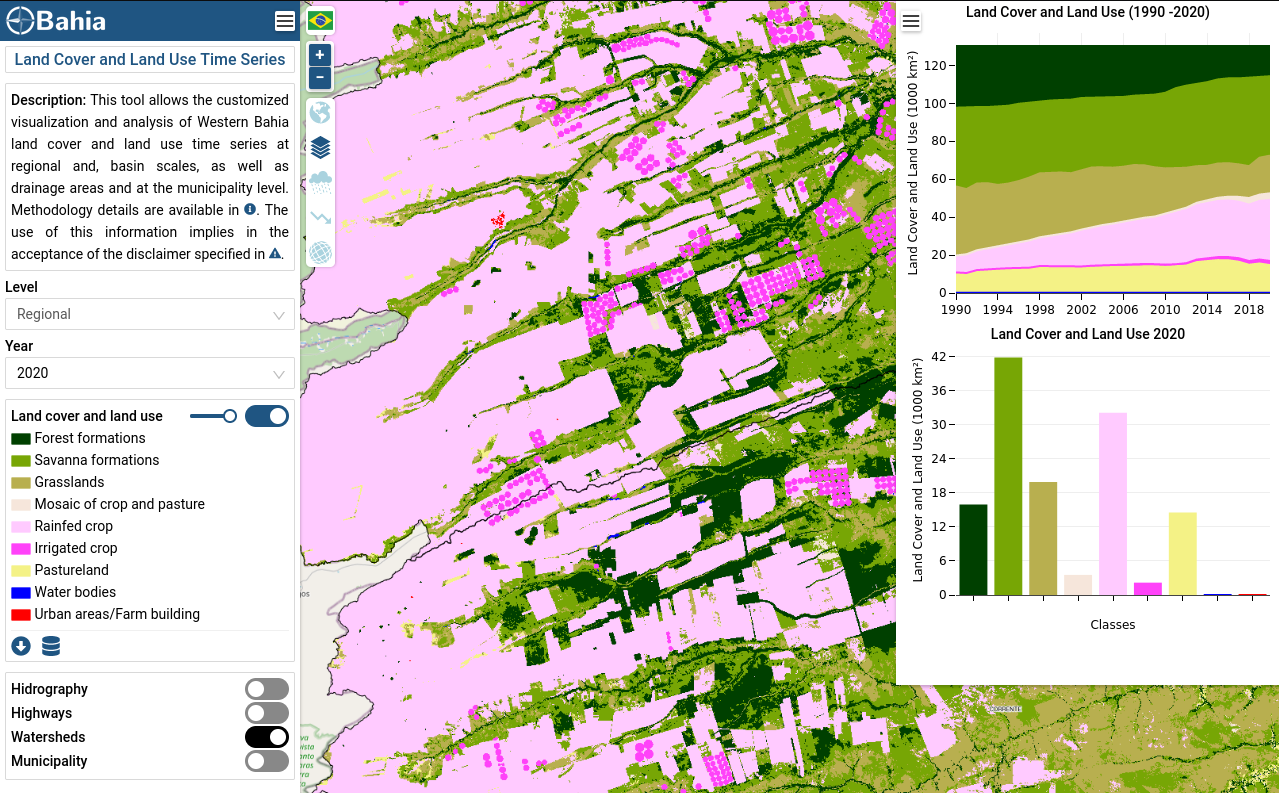 Bahia
Land Cover and Land Use Time Series
Description: This tool allows the customized
visualization and analysis of Western Bahia
land cover and land use time series at
regional and, basin scales, as well as
drainage areas and at the municipality level.
Methodology details are available in . The
use of this information implies in the
acceptance of the disclaimer specified in .
Level
Regional
Year
2020
Land cover and land use
Forest formations
Savanna formations
Grasslands
Mosaic of crop and pasture
Rainfed crop
Irrigated crop
Pastureland
Water bodies
Urban areas/Farm building
Hidrography
Highways
Watersheds
Municipality
+
−
Land Cover and Land Use (1990 -2020)
Land Cover and Land Use (1000 km²)
120
100
80
60
40
20
0
1990 1994 1998 2002 2006 2010 2014 2018
Land Cover and Land Use 2020
Land Cover and Land Use (1000 km²)
42
36
30
24
18
12
6
0
Classes
CORRENTE